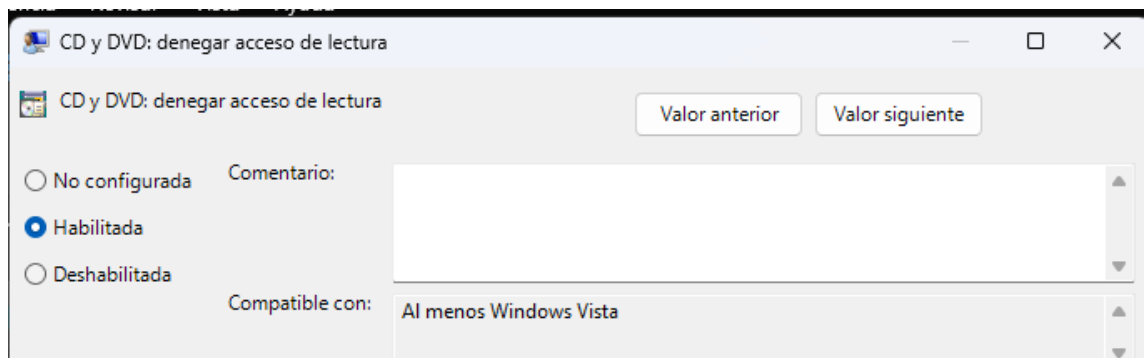 CD y DVD: denegar acceso de lectura
CD y DVD: denegar acceso de lectura
Valor anterior
Valor siguiente
No configurada
Comentario:
Habilitada
Deshabilitada
Compatible con:
Al menos Windows Vista